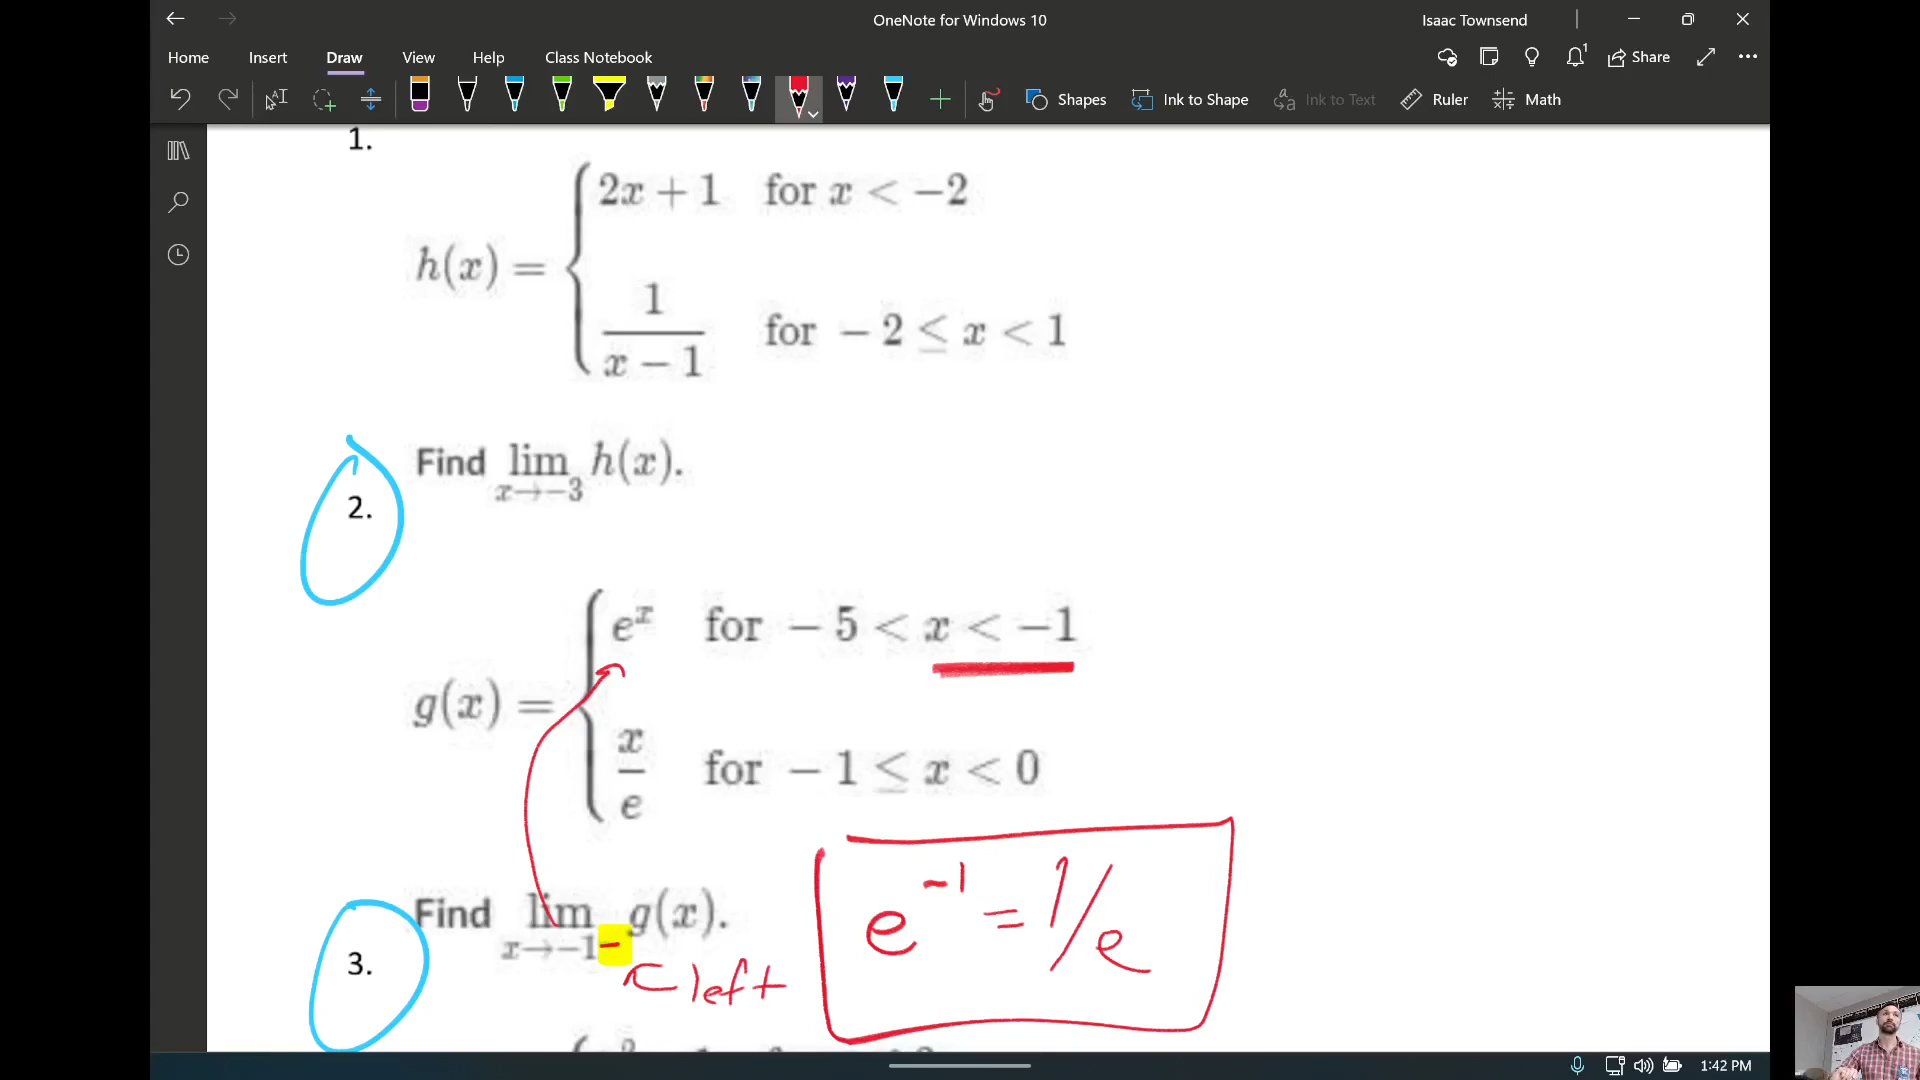 OneNote for Windows 10
Isaac Townsend
Home Insert Draw View Help Class Notebook
1
Share
Shapes Ink to Shape Ink to Text Ruler Math
1.
h(x) = { 2x + 1 for x < −2
1/(x − 1) for − 2 ≤ x < 1
Find lim x→−3 h(x).
2.
g(x) = { e^x for − 5 < x < −1
x/e for − 1 ≤ x < 0
Find lim x→−1⁻ g(x).
left
e^-1 = 1/e
3.
1:42 PM